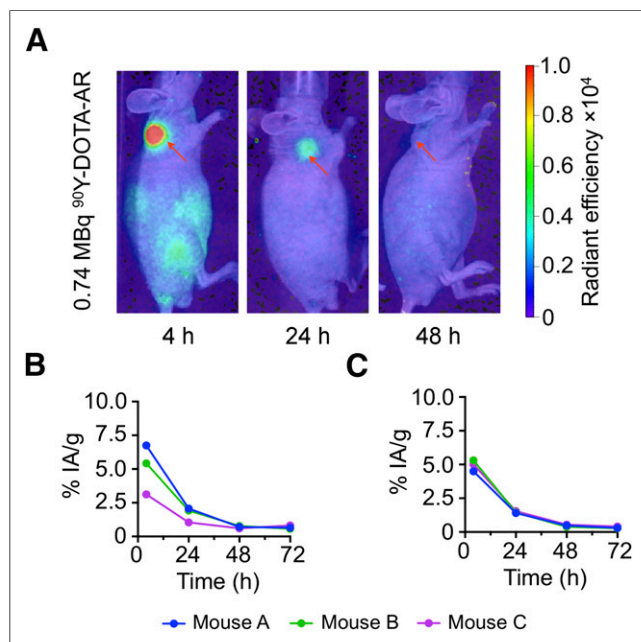 A
0.74 MBq ⁹⁰Y-DOTA-AR
4 h
24 h
48 h
1.0
0.8
0.6
0.4
0.2
0
Radiant efficiency ×10⁴
B
% IA/g
10.0
7.5
5.0
2.5
0
0 24 48 72
Time (h)
C
% IA/g
10.0
7.5
5.0
2.5
0
0 24 48 72
Time (h)
Mouse A Mouse B Mouse C